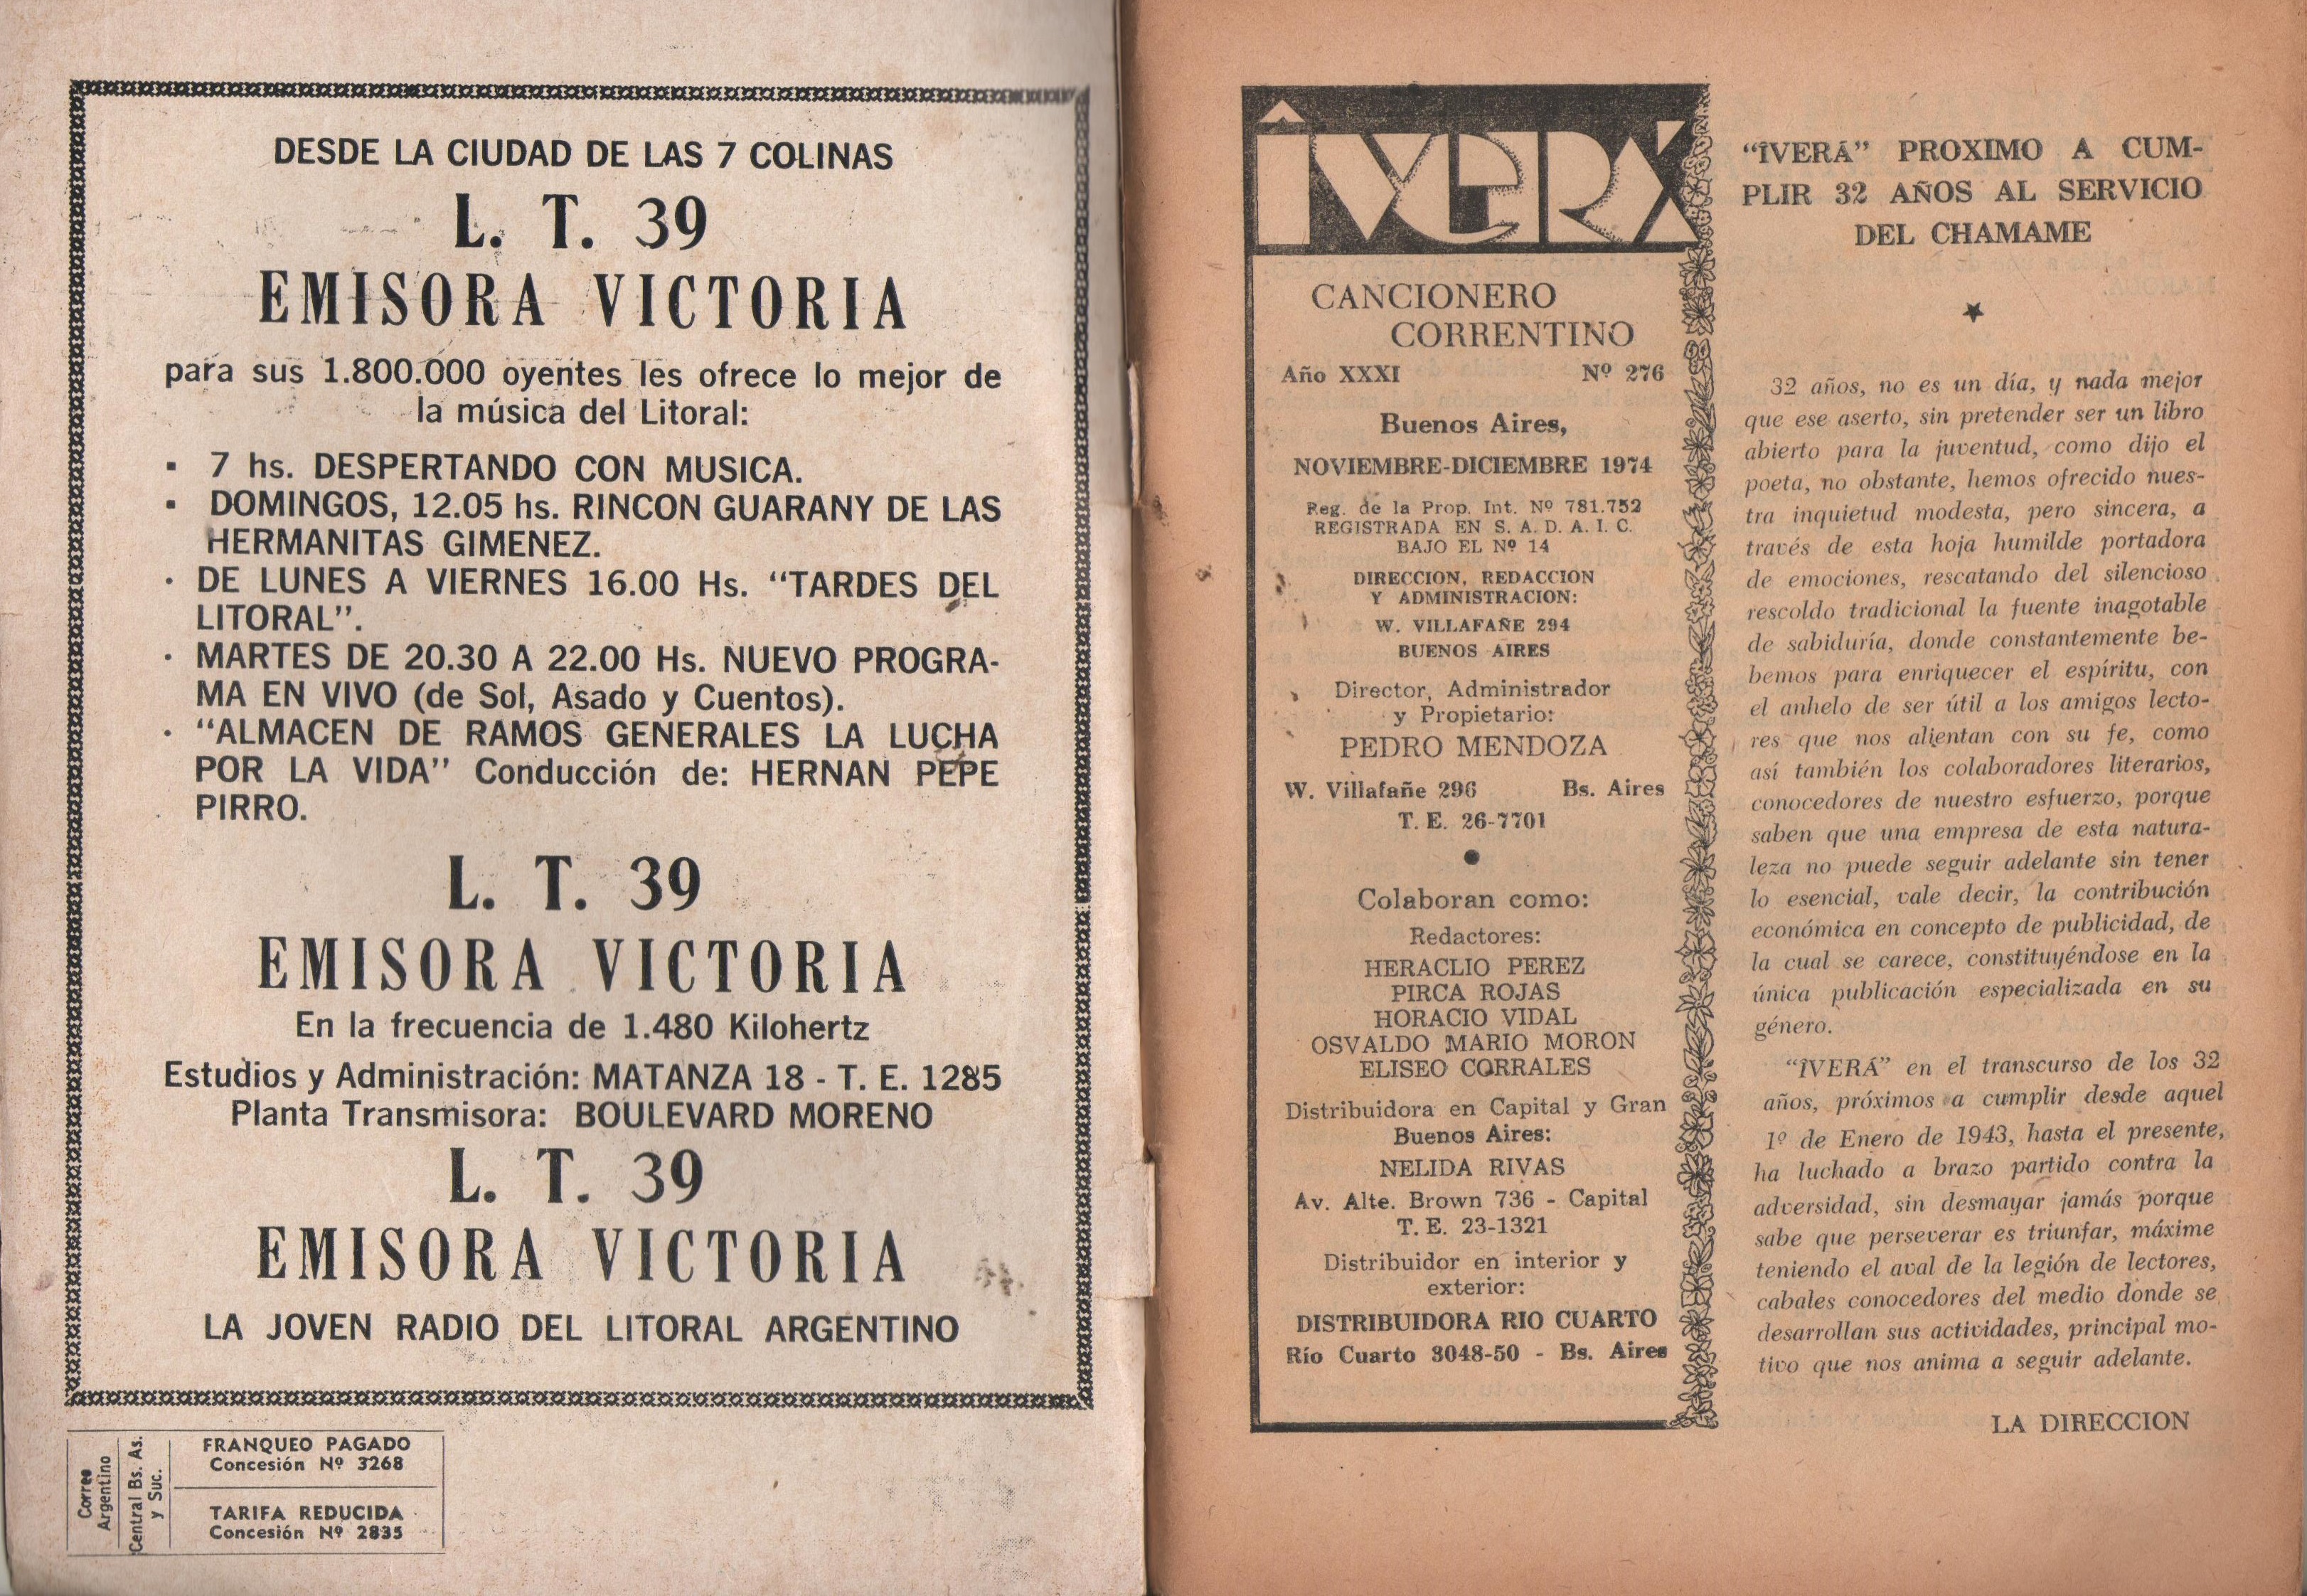 DESDE LA CIUDAD DE LAS 7 COLINAS
L. T. 39
EMISORA VICTORIA
para sus 1.800.000 oyentes les ofrece lo mejor de
la música del Litoral:
▪ 7 hs. DESPERTANDO CON MUSICA.
▪ DOMINGOS, 12.05 hs. RINCON GUARANY DE LAS
HERMANITAS GIMENEZ.
· DE LUNES A VIERNES 16.00 Hs. “TARDES DEL
LITORAL”.
· MARTES DE 20.30 A 22.00 Hs. NUEVO PROGRA-
MA EN VIVO (de Sol, Asado y Cuentos).
· “ALMACEN DE RAMOS GENERALES LA LUCHA
POR LA VIDA” Conducción de: HERNAN PEPE
PIRRO.
L. T. 39
EMISORA VICTORIA
En la frecuencia de 1.480 Kilohertz
Estudios y Administración: MATANZA 18 - T. E. 1285
Planta Transmisora: BOULEVARD MORENO
L. T. 39
EMISORA VICTORIA
LA JOVEN RADIO DEL LITORAL ARGENTINO
Correo
Argentino
Central Bs. As.
y Suc.
FRANQUEO PAGADO
Concesión Nº 3268
TARIFA REDUCIDA
Concesión Nº 2835
ÎVERÁ
CANCIONERO
CORRENTINO
Año XXXI Nº 276
Buenos Aires,
NOVIEMBRE-DICIEMBRE 1974
Reg. de la Prop. Int. Nº 781.752
REGISTRADA EN S. A. D. A. I. C.
BAJO EL Nº 14
DIRECCION, REDACCION
Y ADMINISTRACION:
W. VILLAFAÑE 294
BUENOS AIRES
Director, Administrador
y Propietario:
PEDRO MENDOZA
W. Villafañe 296 Bs. Aires
T. E. 26-7701
Colaboran como:
Redactores:
HERACLIO PEREZ
PIRCA ROJAS
HORACIO VIDAL
OSVALDO MARIO MORON
ELISEO CORRALES
Distribuidora en Capital y Gran
Buenos Aires:
NELIDA RIVAS
Av. Alte. Brown 736 - Capital
T. E. 23-1321
Distribuidor en interior y
exterior:
DISTRIBUIDORA RIO CUARTO
Río Cuarto 3048-50 - Bs. Aires
“ÎVERÁ” PROXIMO A CUM-
PLIR 32 AÑOS AL SERVICIO
DEL CHAMAME
32 años, no es un día, y nada mejor
que ese aserto, sin pretender ser un libro
abierto para la juventud, como dijo el
poeta, no obstante, hemos ofrecido nues-
tra inquietud modesta, pero sincera, a
través de esta hoja humilde portadora
de emociones, rescatando del silencioso
rescoldo tradicional la fuente inagotable
de sabiduría, donde constantemente be-
bemos para enriquecer el espíritu, con
el anhelo de ser útil a los amigos lecto-
res que nos alientan con su fe, como
así también los colaboradores literarios,
conocedores de nuestro esfuerzo, porque
saben que una empresa de esta natura-
leza no puede seguir adelante sin tener
lo esencial, vale decir, la contribución
económica en concepto de publicidad, de
la cual se carece, constituyéndose en la
única publicación especializada en su
género.
“ÎVERÁ” en el transcurso de los 32
años, próximos a cumplir desde aquel
1º de Enero de 1943, hasta el presente,
ha luchado a brazo partido contra la
adversidad, sin desmayar jamás porque
sabe que perseverar es triunfar, máxime
teniendo el aval de la legión de lectores,
cabales conocedores del medio donde se
desarrollan sus actividades, principal mo-
tivo que nos anima a seguir adelante.
LA DIRECCION